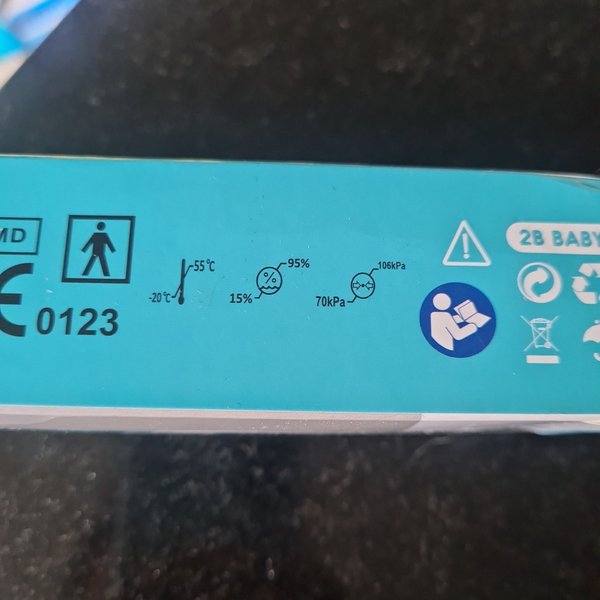 MD
CE 0123
-20℃
-55℃
15%
95%
70kPa
106kPa
2B BABY